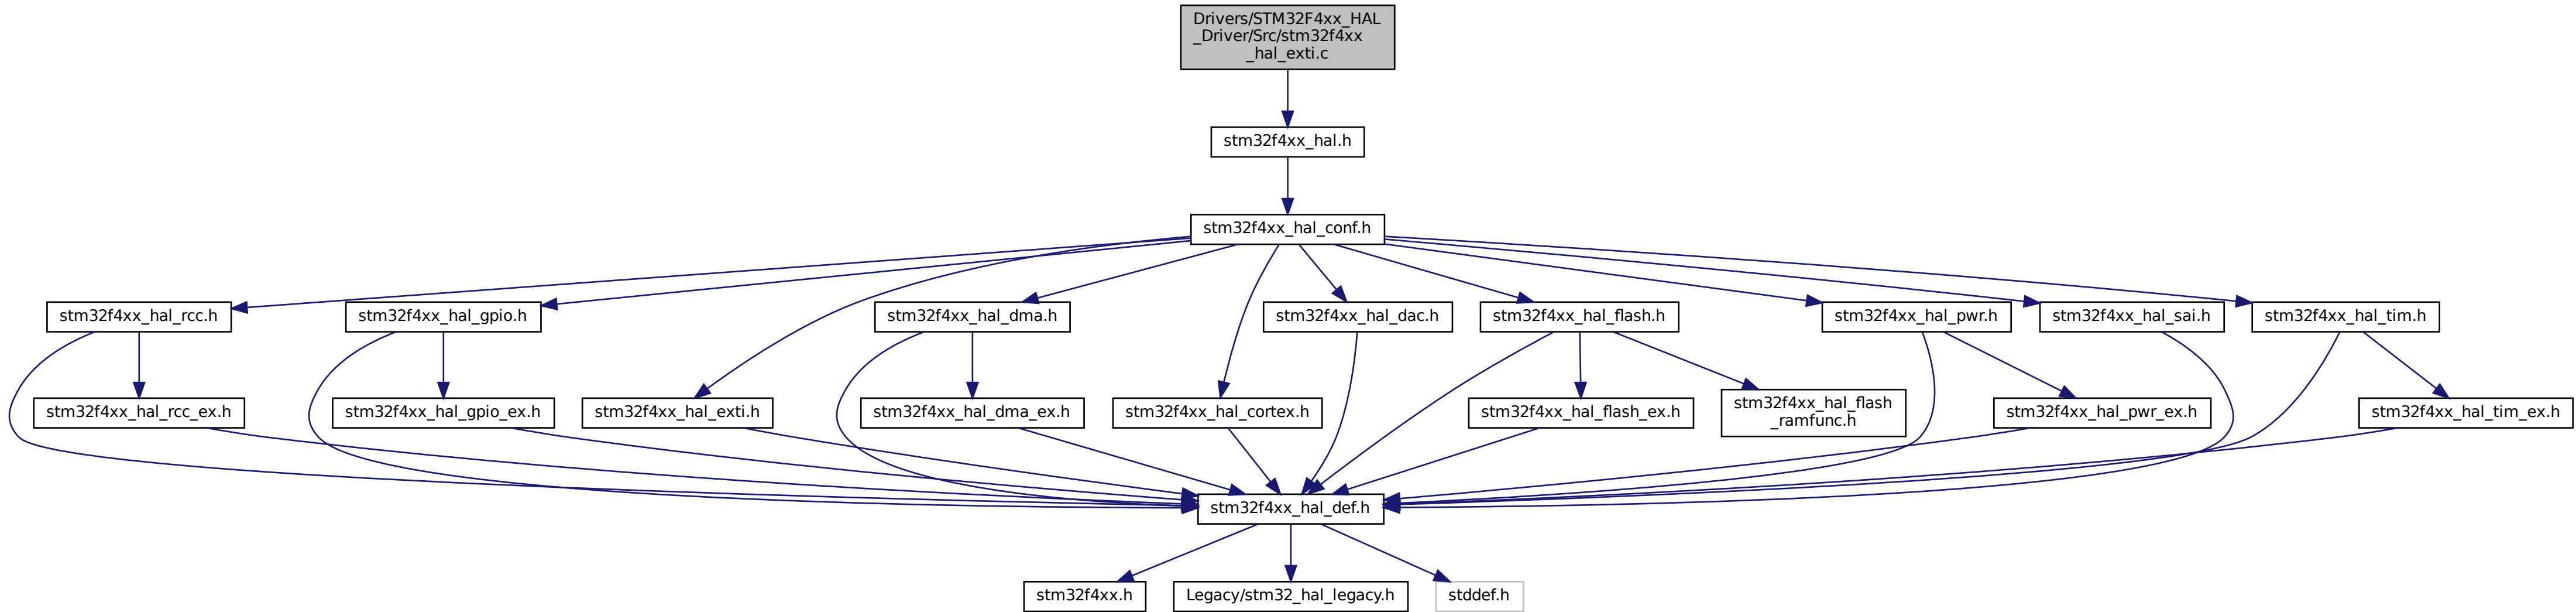 Drivers/STM32F4xx_HAL
_Driver/Src/stm32f4xx
_hal_exti.c
stm32f4xx_hal.h
stm32f4xx_hal_conf.h
stm32f4xx_hal_rcc.h
stm32f4xx_hal_gpio.h
stm32f4xx_hal_dma.h
stm32f4xx_hal_dac.h
stm32f4xx_hal_flash.h
stm32f4xx_hal_pwr.h
stm32f4xx_hal_sai.h
stm32f4xx_hal_tim.h
stm32f4xx_hal_rcc_ex.h
stm32f4xx_hal_gpio_ex.h
stm32f4xx_hal_exti.h
stm32f4xx_hal_dma_ex.h
stm32f4xx_hal_cortex.h
stm32f4xx_hal_flash_ex.h
stm32f4xx_hal_flash
_ramfunc.h
stm32f4xx_hal_pwr_ex.h
stm32f4xx_hal_tim_ex.h
stm32f4xx_hal_def.h
stm32f4xx.h
Legacy/stm32_hal_legacy.h
stddef.h